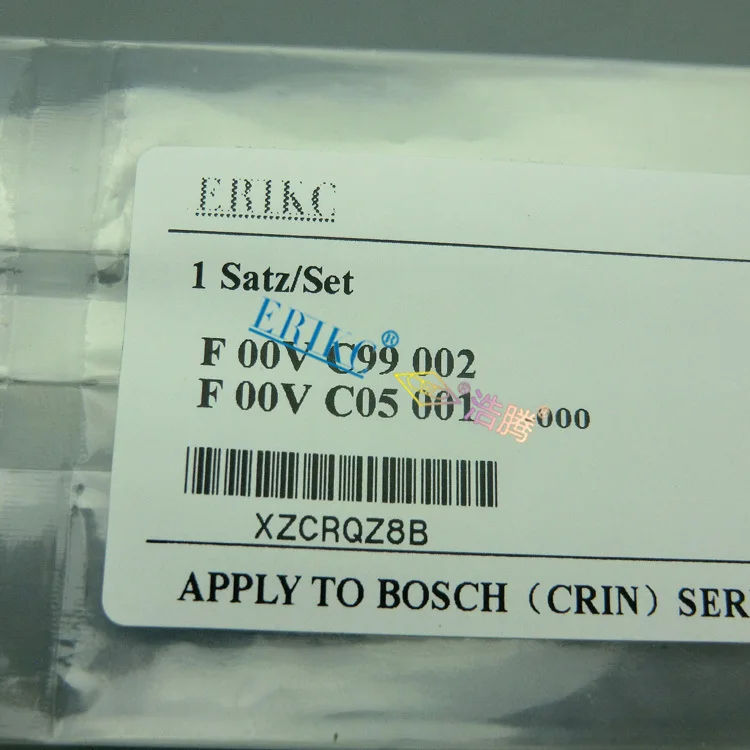 ERIKC
1 Satz/Set
ERIKC®
F 00V C99 002
F 00V C05 001 -000
浩腾®
XZCRQZ8B
APPLY TO BOSCH（CRIN）SER